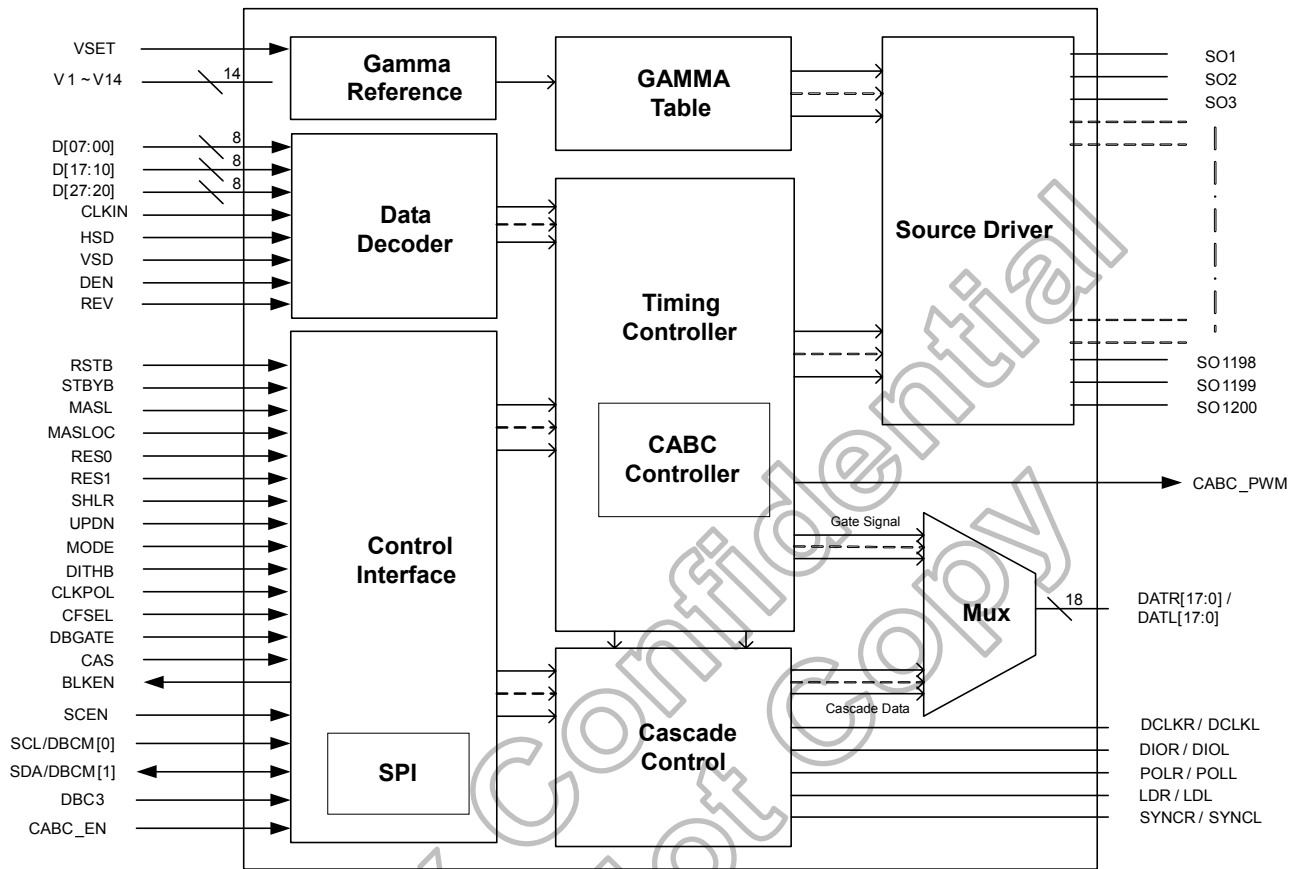 VSET
V1 ~ V14
14
D[07:00]
8
D[17:10]
8
D[27:20]
8
CLKIN
HSD
VSD
DEN
REV
RSTB
STBYB
MASL
MASLOC
RES0
RES1
SHLR
UPDN
MODE
DITHB
CLKPOL
CFSEL
DBGATE
CAS
BLKEN
SCEN
SCL/DBCM[0]
SDA/DBCM[1]
DBC3
CABC_EN
Gamma
Reference
GAMMA
Table
Data
Decoder
Timing
Controller
CABC
Controller
Control
Interface
SPI
Cascade
Control
Source Driver
Gate Signal
Mux
Cascade Data
18
SO1
SO2
SO3
SO1198
SO1199
SO1200
CABC_PWM
DATR[17:0] /
DATL[17:0]
DCLKR / DCLKL
DIOR / DIOL
POLR / POLL
LDR / LDL
SYNCR / SYNCL
Confidential
Copy